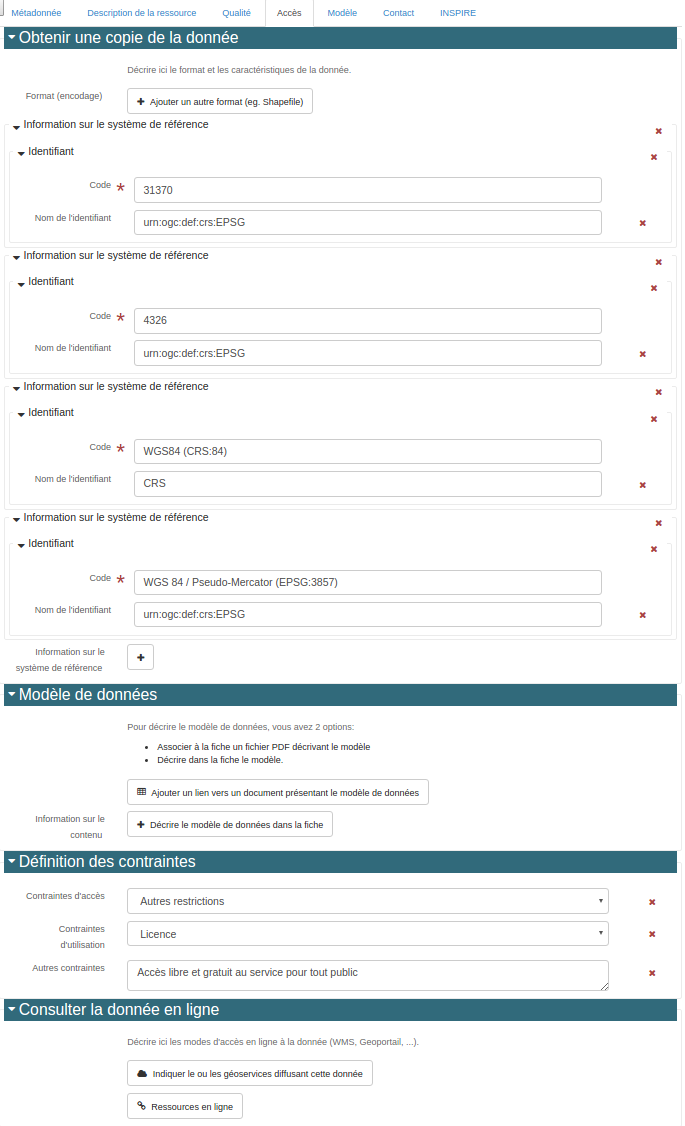 Métadonnée Description de la ressource Qualité Accès Modèle Contact INSPIRE
Obtenir une copie de la donnée
Décrire ici le format et les caractéristiques de la donnée.
Format (encodage) Ajouter un autre format (eg. Shapefile)
Information sur le système de référence
Identifiant
Code * 31370
Nom de l'identifiant urn:ogc:def:crs:EPSG
Information sur le système de référence
Identifiant
Code * 4326
Nom de l'identifiant urn:ogc:def:crs:EPSG
Information sur le système de référence
Identifiant
Code * WGS84 (CRS:84)
Nom de l'identifiant CRS
Information sur le système de référence
Identifiant
Code * WGS 84 / Pseudo-Mercator (EPSG:3857)
Nom de l'identifiant urn:ogc:def:crs:EPSG
Information sur le
système de référence
Modèle de données
Pour décrire le modèle de données, vous avez 2 options:
• Associer à la fiche un fichier PDF décrivant le modèle
• Décrire dans la fiche le modèle.
Ajouter un lien vers un document présentant le modèle de données
Information sur le
contenu
Décrire le modèle de données dans la fiche
Définition des contraintes
Contraintes d'accès Autres restrictions
Contraintes
d'utilisation
Licence
Autres contraintes Accès libre et gratuit au service pour tout public
Consulter la donnée en ligne
Décrire ici les modes d'accès en ligne à la donnée (WMS, Geoportail, ...).
Indiquer le ou les géoservices diffusant cette donnée
Ressources en ligne